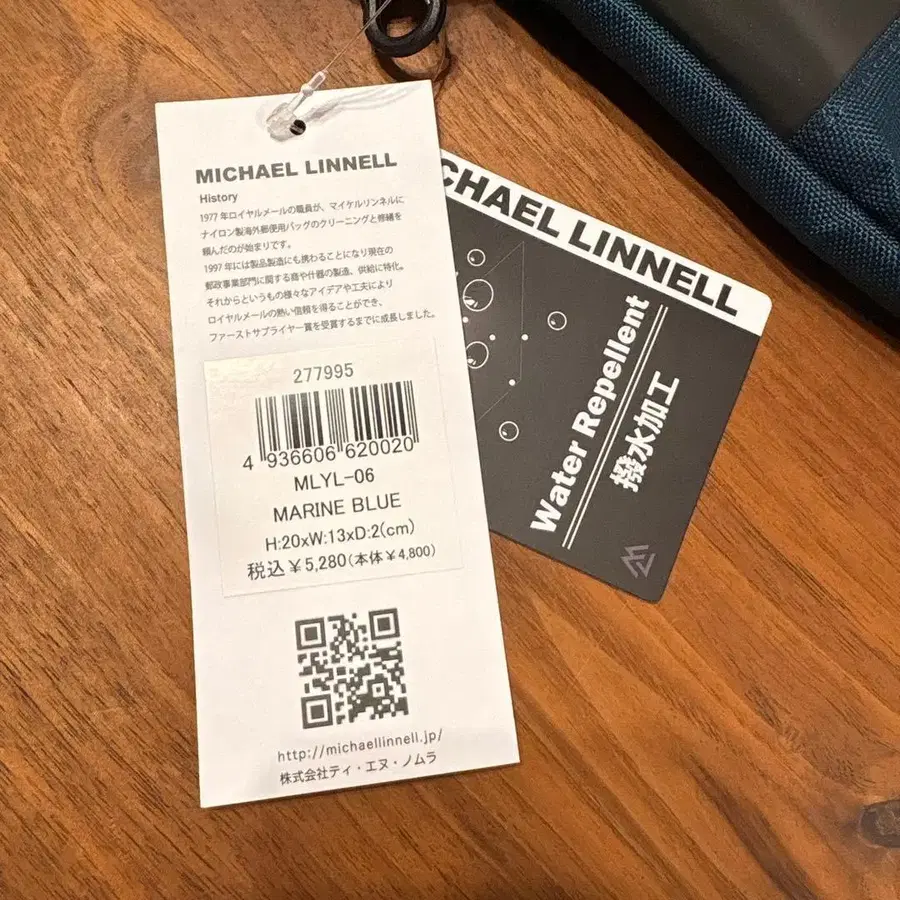 MICHAEL LINNELL
History
1977年ロイヤルメールの職員が、マイケルリンネルに
ナイロン製海外郵便用バッグのクリーニングと修繕を
頼んだのが始まりです。
1997年には製品製造にも携わることになり現在の
郵政事業部門に関する鞄や什器の製造、供給に特化。
それからというもの様々なアイデアや工夫により
ロイヤルメールの熱い信頼を得ることができ、
ファーストサプライヤー賞を受賞するまでに成長しました。
277995
4 936606 620020
MLYL-06
MARINE BLUE
H:20xW:13xD:2(cm)
税込¥5,280(本体¥4,800)
http://michaellinnell.jp/
株式会社ティ・エヌ・ノムラ
CHAEL LINNELL
Water Repellent
撥水加工